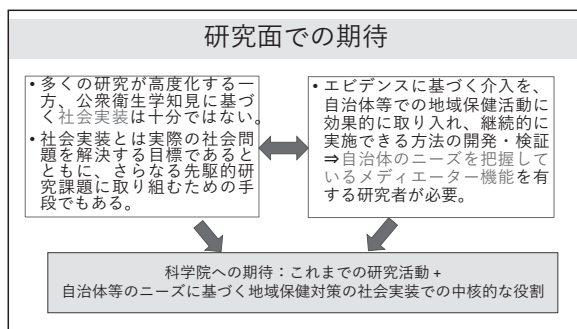 研究面での期待
• 多くの研究が高度化する一
方、公衆衛生学知見に基づ
く社会実装は十分ではない。
• 社会実装とは実際の社会問
題を解決する目標であると
ともに、さらなる先駆的研
究課題に取り組むための手
段でもある。
• エビデンスに基づく介入を、
自治体等での地域保健活動に
効果的に取り入れ、継続的に
実施できる方法の開発・検証
⇒自治体のニーズを把握して
いるメディエーター機能を有
する研究者が必要。
科学院への期待：これまでの研究活動 +
自治体等のニーズに基づく地域保健対策の社会実装での中核的な役割